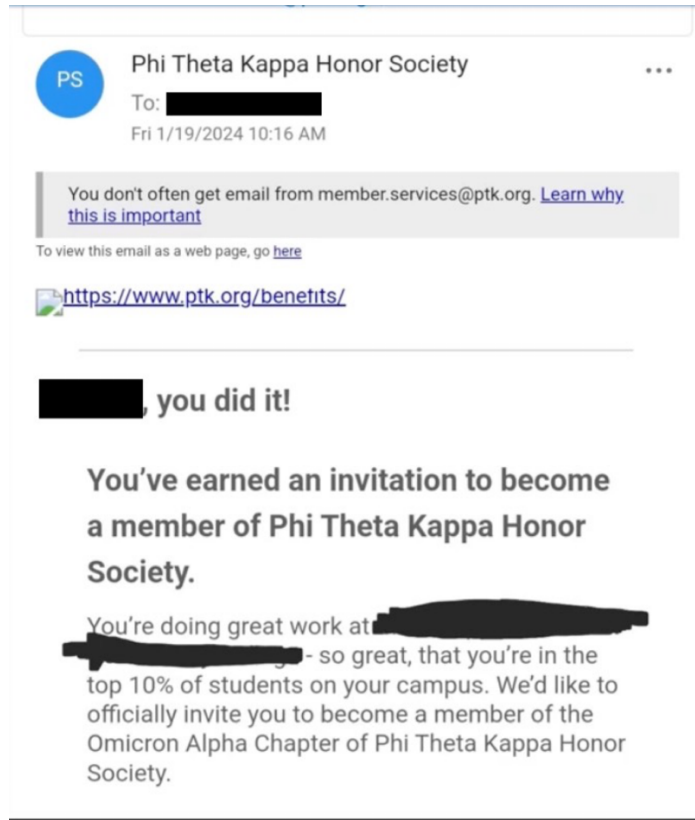 PS
Phi Theta Kappa Honor Society
To:
Fri 1/19/2024 10:16 AM
You don't often get email from member.services@ptk.org. Learn why
this is important
To view this email as a web page, go here
https://www.ptk.org/benefits/
, you did it!
You’ve earned an invitation to become
a member of Phi Theta Kappa Honor
Society.
You’re doing great work at
- so great, that you’re in the
top 10% of students on your campus. We’d like to
officially invite you to become a member of the
Omicron Alpha Chapter of Phi Theta Kappa Honor
Society.